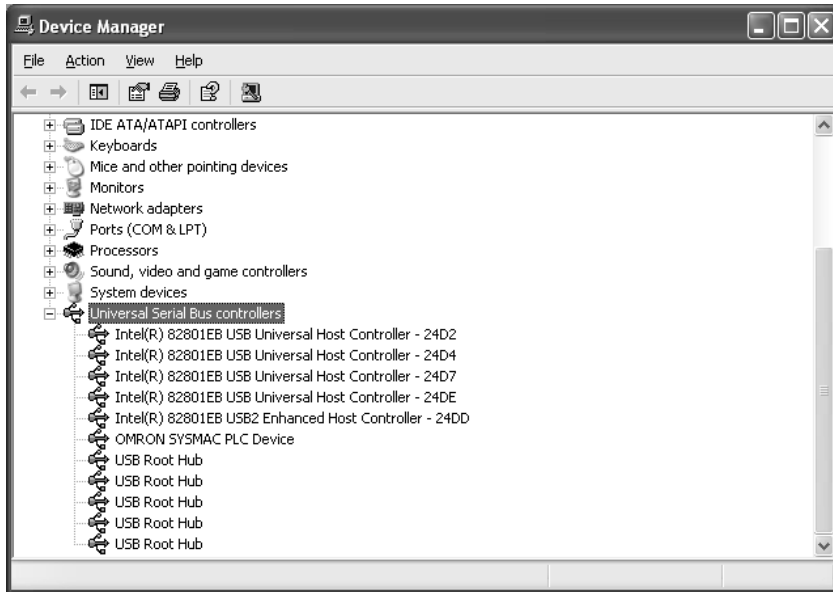 Device Manager
File Action View Help
IDE ATA/ATAPI controllers
Keyboards
Mice and other pointing devices
Monitors
Network adapters
Ports (COM & LPT)
Processors
Sound, video and game controllers
System devices
Universal Serial Bus controllers
Intel(R) 82801EB USB Universal Host Controller - 24D2
Intel(R) 82801EB USB Universal Host Controller - 24D4
Intel(R) 82801EB USB Universal Host Controller - 24D7
Intel(R) 82801EB USB Universal Host Controller - 24DE
Intel(R) 82801EB USB2 Enhanced Host Controller - 24DD
OMRON SYSMAC PLC Device
USB Root Hub
USB Root Hub
USB Root Hub
USB Root Hub
USB Root Hub